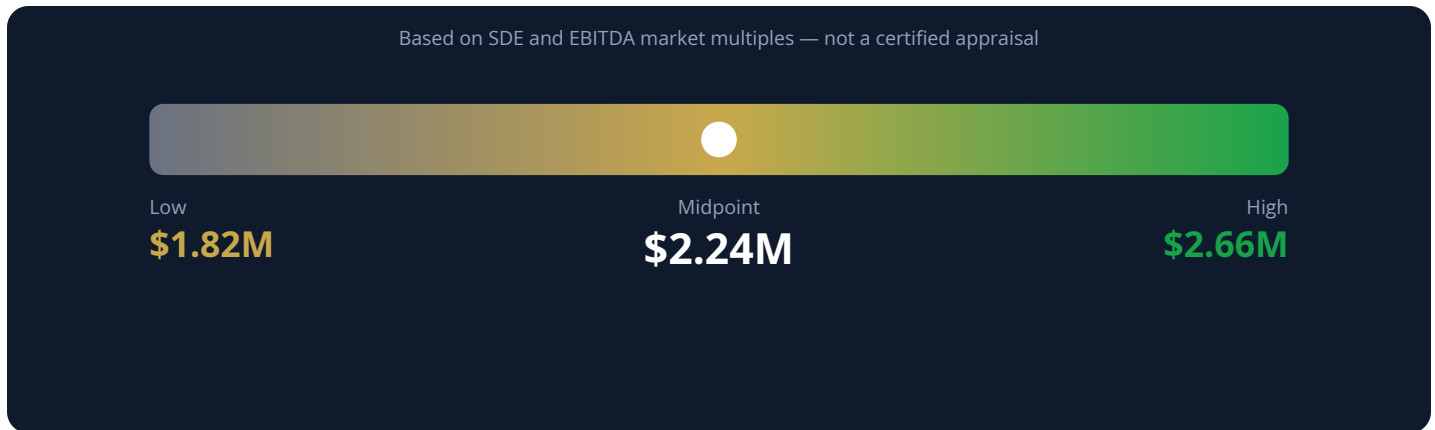 Based on SDE and EBITDA market multiples — not a certified appraisal
Low
$1.82M
Midpoint
$2.24M
High
$2.66M